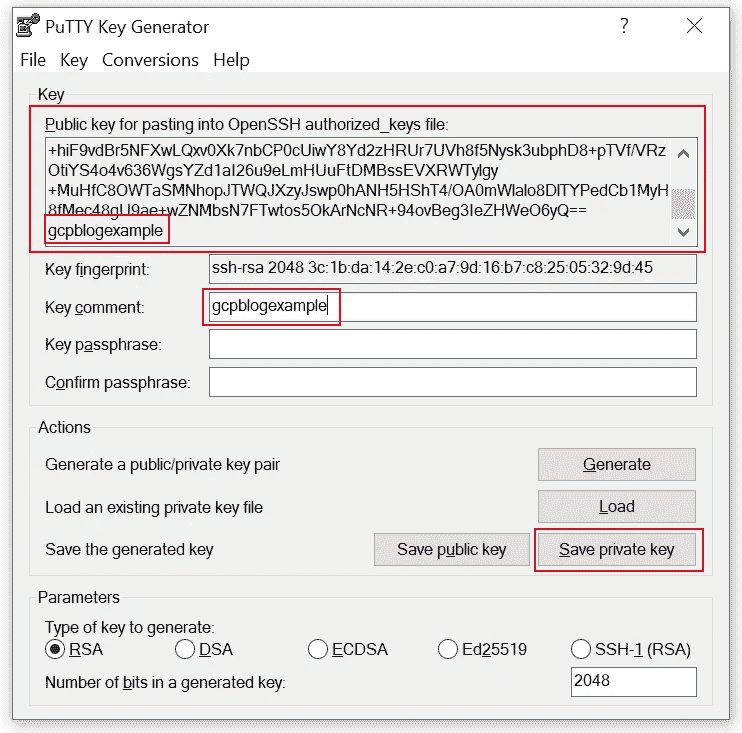 PuTTY Key Generator
?
File Key Conversions Help
Key
Public key for pasting into OpenSSH authorized_keys file:
+hiF9vdBr5NFXwLQxv0Xk7nbCP0cUiwY8Yd2zHRUr7UVh8f5Nysk3ubphD8+pTVf/VRz
OtiYS4o4v636WgsYZd1aI26u9eLmHUuFtDMBssEVXRWTylgy
+MuHfC8OWTaSMNhopJTWQJXzyJswp0hANH5HShT4/OA0mWlalo8DlTYPedCb1MyH
8fMec48gU9ae+wZNMbsN7FTwtos5OkArNcNR+94ovBeg3IeZHWeO6yQ==
gcpblogexample
Key fingerprint: ssh-rsa 2048 3c:1b:da:14:2e:c0:a7:9d:16:b7:c8:25:05:32:9d:45
Key comment: gcpblogexample
Key passphrase:
Confirm passphrase:
Actions
Generate a public/private key pair Generate
Load an existing private key file Load
Save the generated key Save public key Save private key
Parameters
Type of key to generate:
RSA DSA ECDSA Ed25519 SSH-1 (RSA)
Number of bits in a generated key: 2048